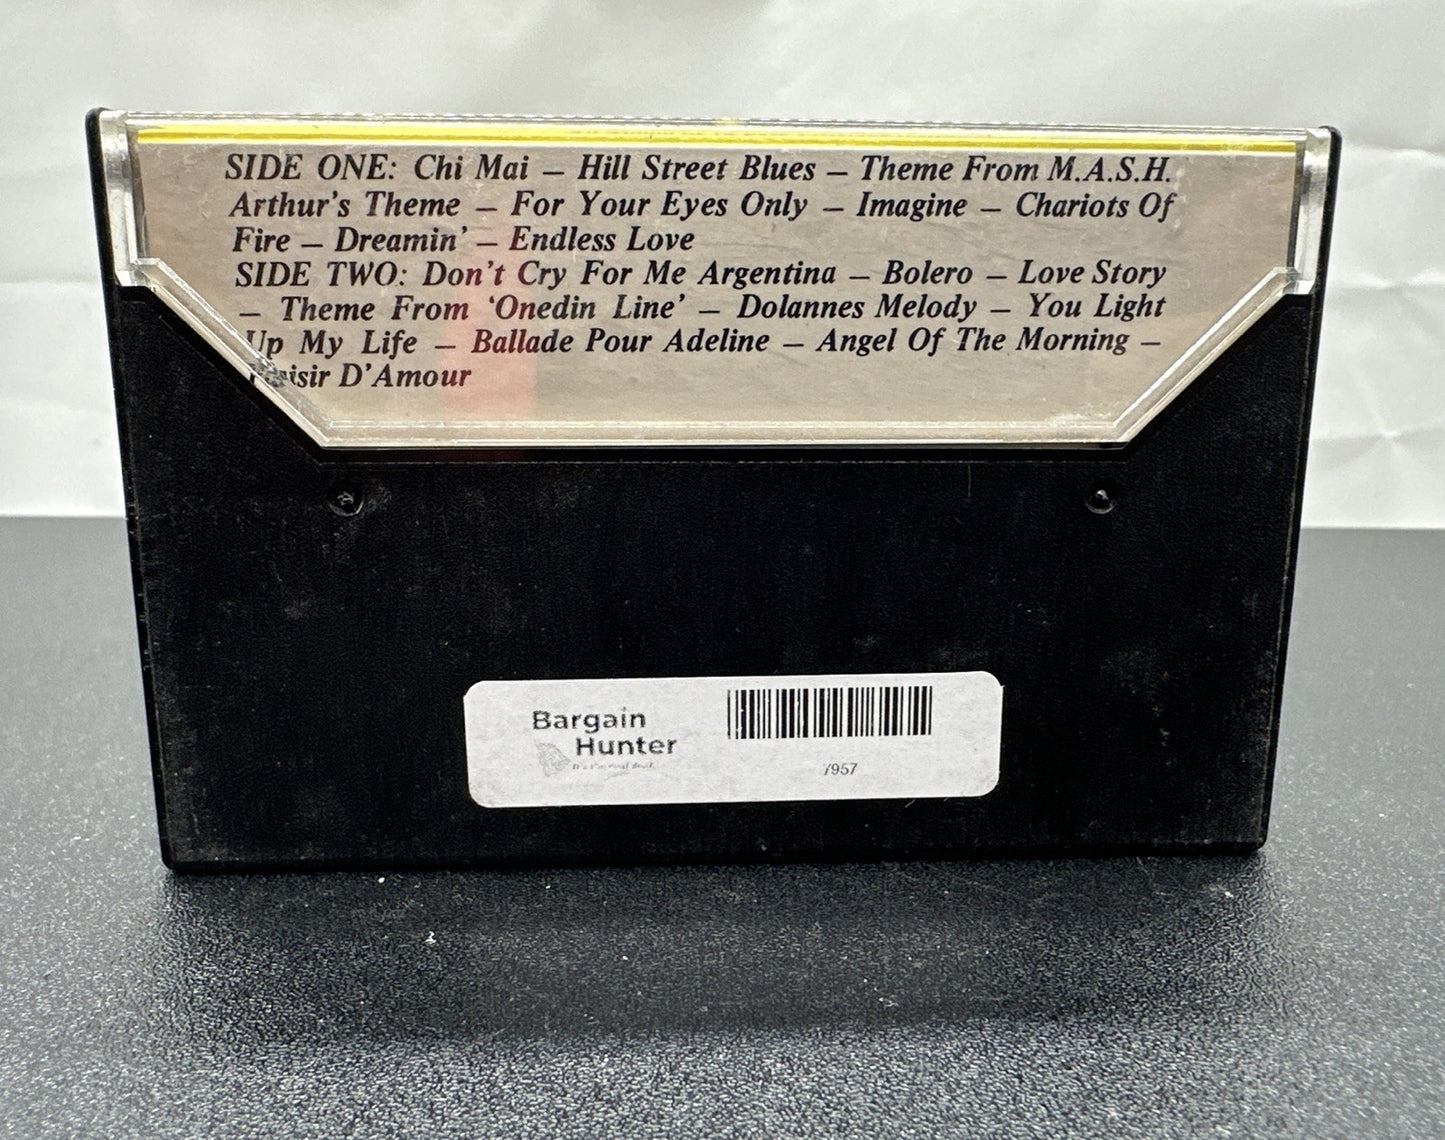 SIDE ONE: Chi Mai – Hill Street Blues – Theme From M.A.S.H.
Arthur's Theme – For Your Eyes Only – Imagine – Chariots Of
Fire – Dreamin' – Endless Love
SIDE TWO: Don't Cry For Me Argentina – Bolero – Love Story
– Theme From 'Onedin Line' – Dolannes Melody – You Light
Up My Life – Ballade Pour Adeline – Angel Of The Morning –
D'Amour
Bargain
Hunter
7957